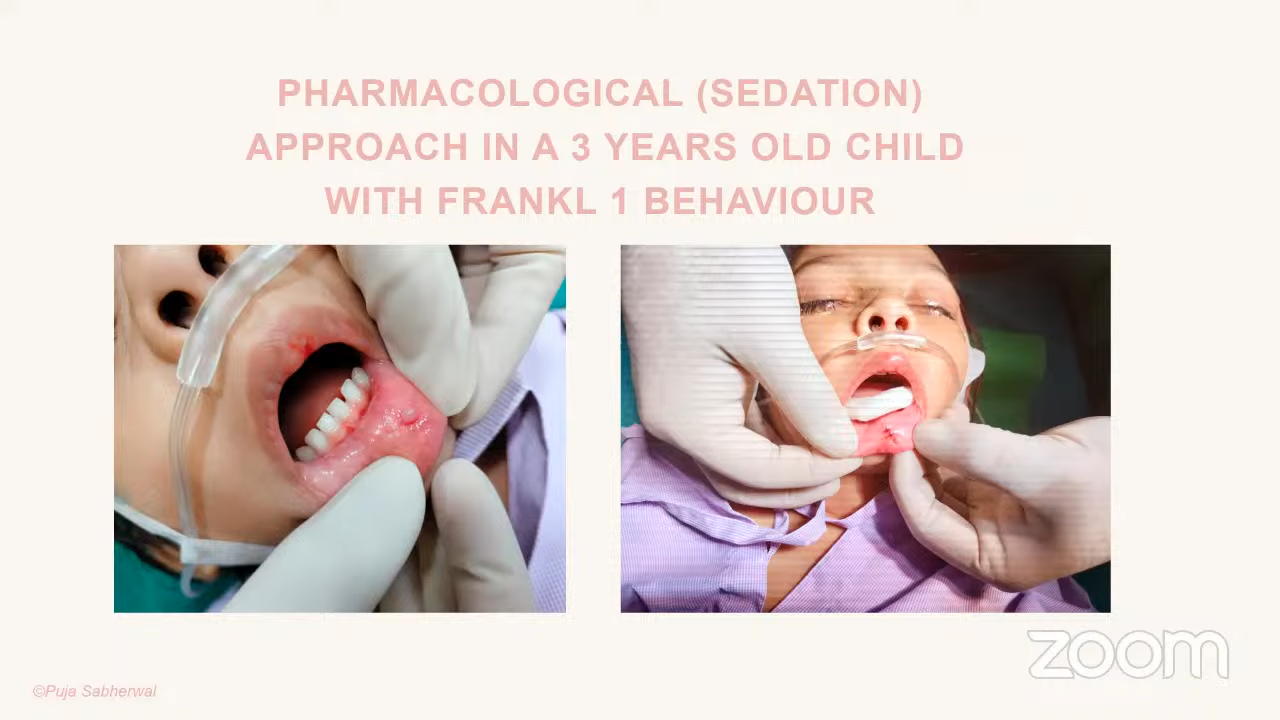 PHARMACOLOGICAL (SEDATION)
APPROACH IN A 3 YEARS OLD CHILD
WITH FRANKL 1 BEHAVIOUR
zoom
©Puja Sabherwal